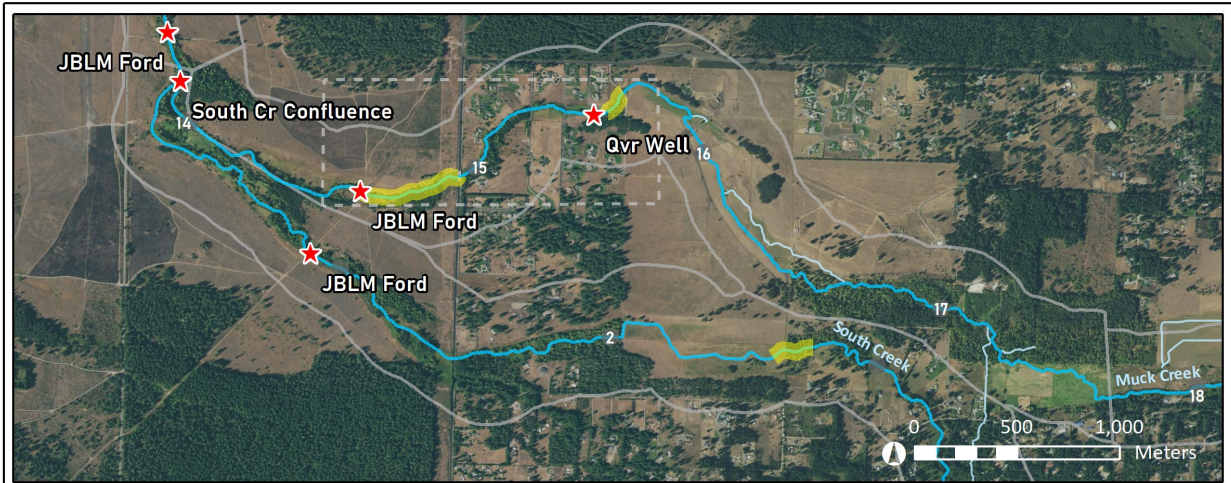 JBLM Ford
South Cr Confluence
14
Qvr Well
16
15
JBLM Ford
JBLM Ford
17
2
South Creek
Muck Creek
18
0 500 1,000
Meters